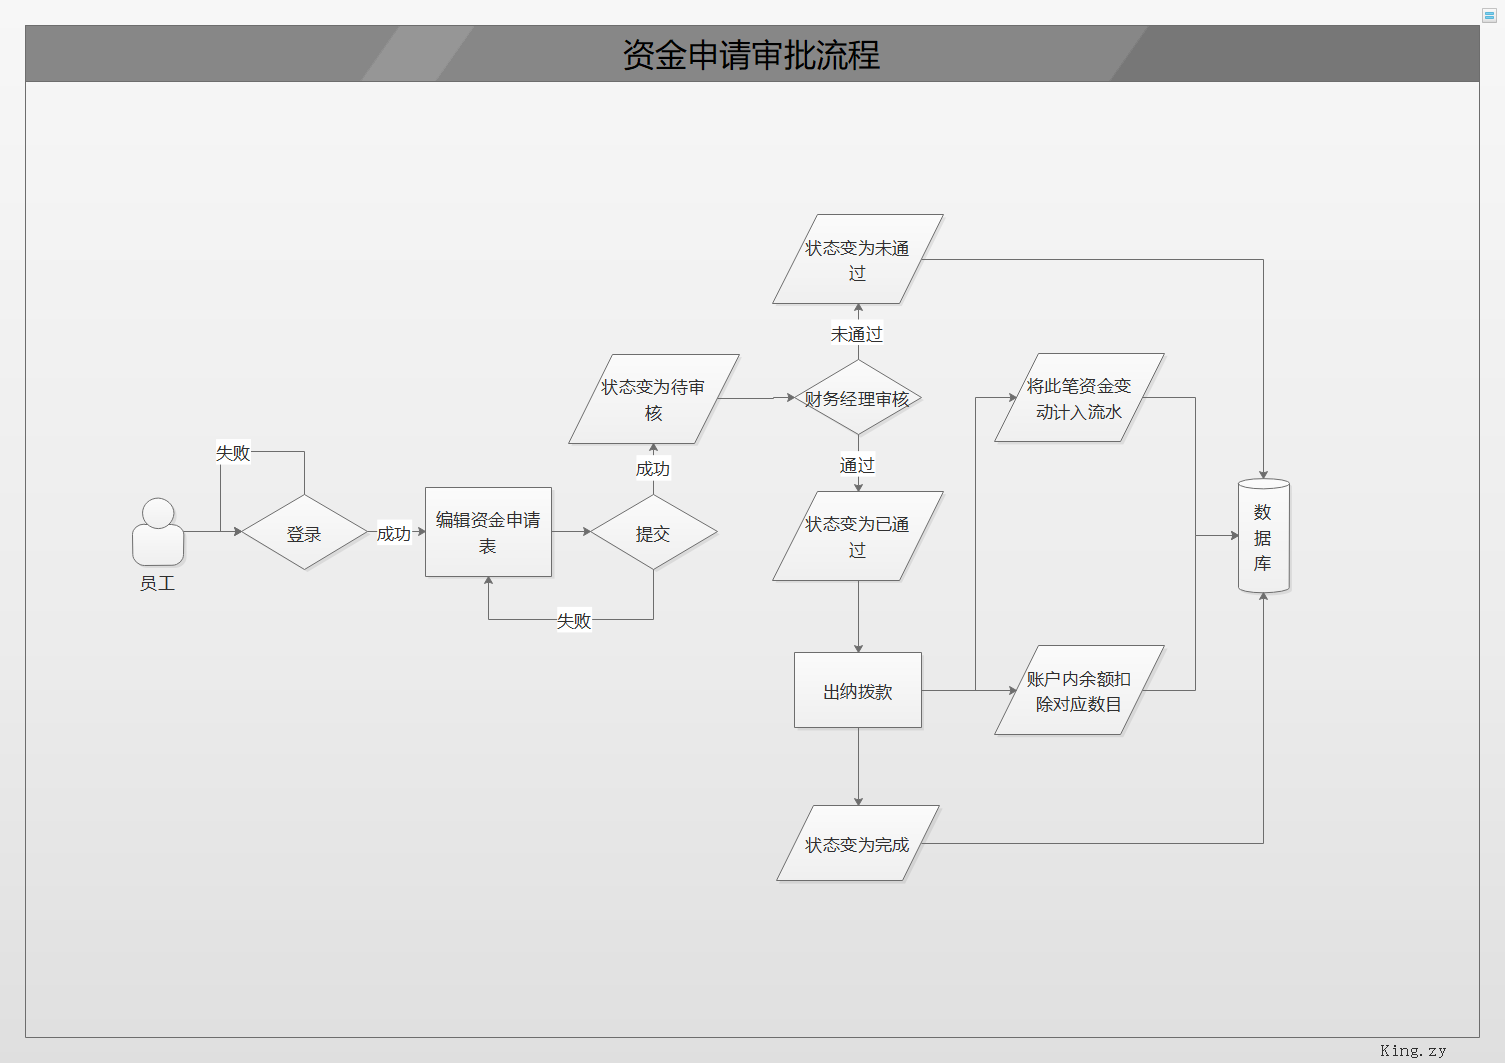 资金申请审批流程
状态变为未通
过
未通过
状态变为待审
核
财务经理审核
将此笔资金变
动计入流水
失败
成功
通过
员工
登录
成功
编辑资金申请
表
提交
状态变为已通
过
数
据
库
失败
出纳拨款
账户内余额扣
除对应数目
状态变为完成
King.zy